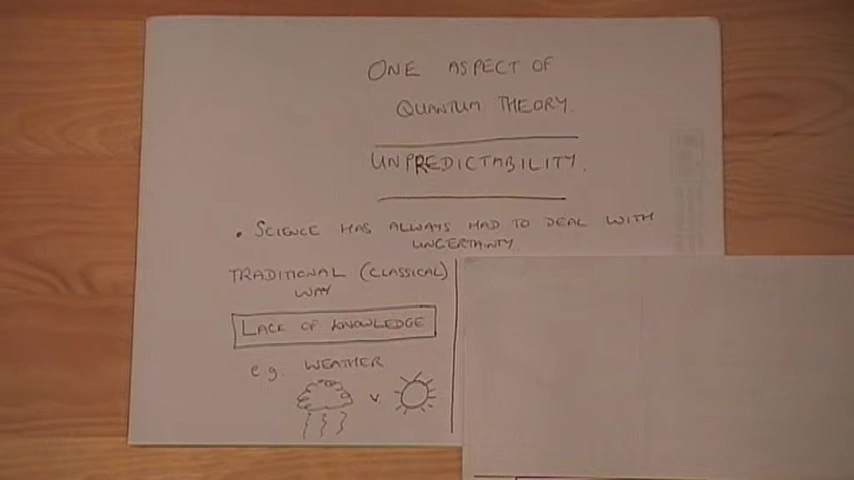 ONE ASPECT OF
QUANTUM THEORY.
UNPREDICTABILITY.
• SCIENCE HAS ALWAYS HAD TO DEAL WITH
UNCERTAINTY.
TRADITIONAL (CLASSICAL)
WAY
LACK OF KNOWLEDGE
e.g. WEATHER
v